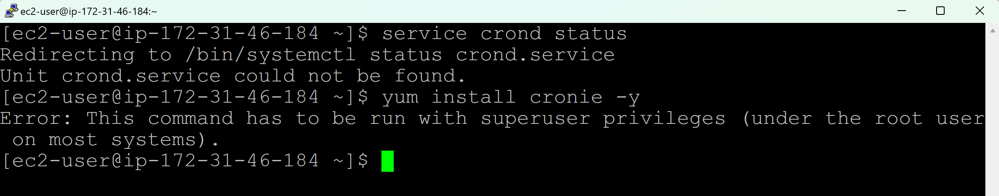 ec2-user@ip-172-31-46-184:~
[ec2-user@ip-172-31-46-184 ~]$ service crond status
Redirecting to /bin/systemctl status crond.service
Unit crond.service could not be found.
[ec2-user@ip-172-31-46-184 ~]$ yum install cronie -y
Error: This command has to be run with superuser privileges (under the root user
 on most systems).
[ec2-user@ip-172-31-46-184 ~]$